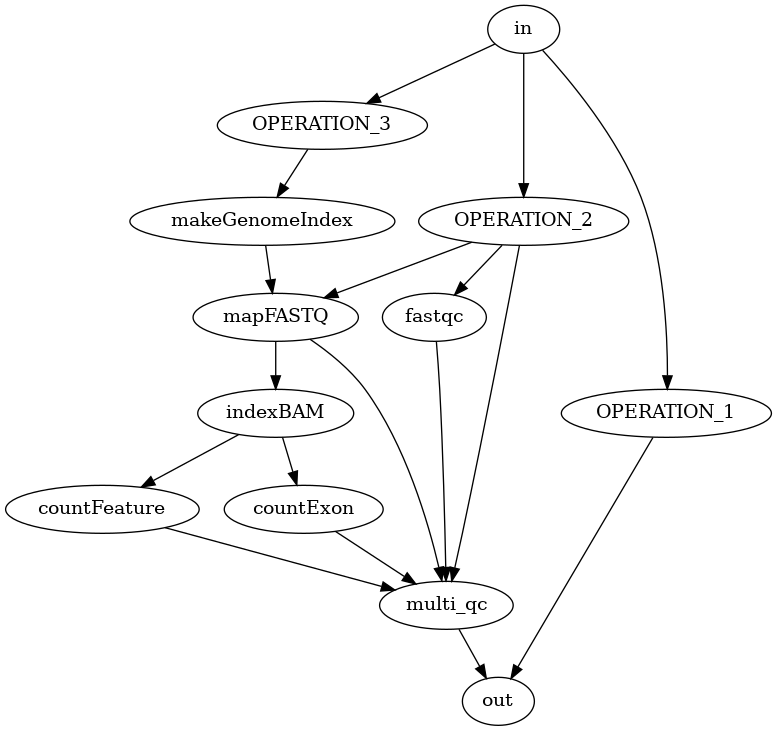 in
OPERATION_3
makeGenomeIndex
OPERATION_2
mapFASTQ
fastqc
indexBAM
OPERATION_1
countFeature
countExon
multi_qc
out